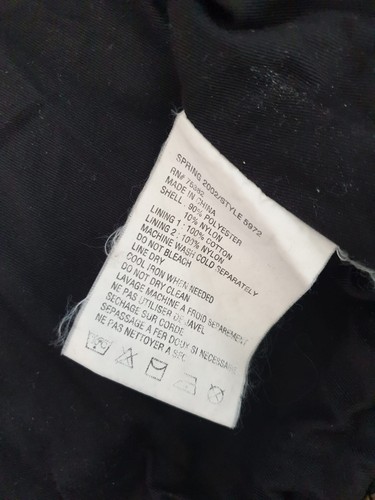 SPRING 2002/STYLE 5972
RN# 75982
MADE IN CHINA
SHELL : 90% POLYESTER
10% NYLON
LINING 1 : 100% COTTON
LINING 2 : 100% NYLON
MACHINE WASH COLD SEPARATELY
DO NOT BLEACH
LINE DRY
COOL IRON WHEN NEEDED
DO NOT DRY CLEAN
LAVAGE MACHINE A FROID SEPAREMENT
NE PAS UTILISER DE JAVEL
SECHAGE SUR CORDE
SEPASSAGE A FER DOUY SI NECESSAIRE
NE PAS NETTOYER A SEC